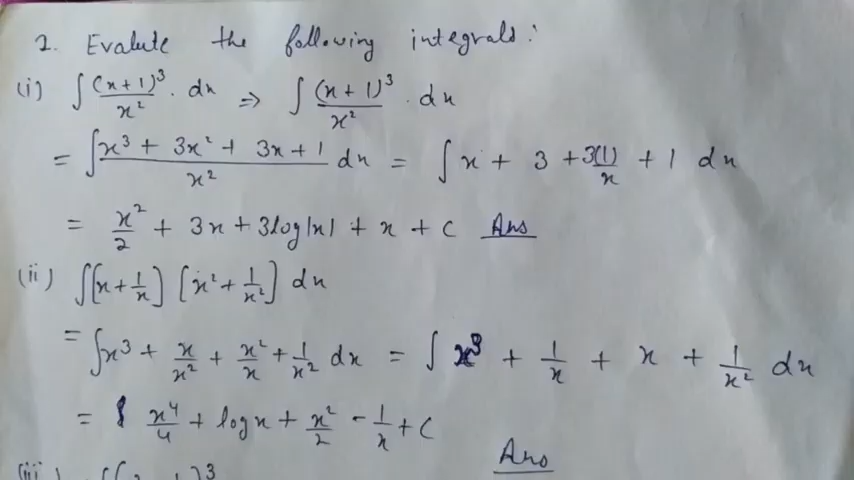 2. Evalute the following integrals:
(i) ∫ (x+1)³/x² . dx ⇒ ∫ (x+1)³/x² . dx
= ∫ (x³ + 3x² + 3x + 1)/x² dx = ∫ x + 3 + 3(1)/x + 1 dx
= x²/2 + 3x + 3log|x| + x + C Ans
(ii) ∫[x + 1/x] [x² + 1/x²] dx
= ∫x³ + x/x² + x²/x + 1/x² dx = ∫ x³ + 1/x + x + 1/x² dx
= x⁴/4 + logx + x²/2 - 1/x + C
Ans